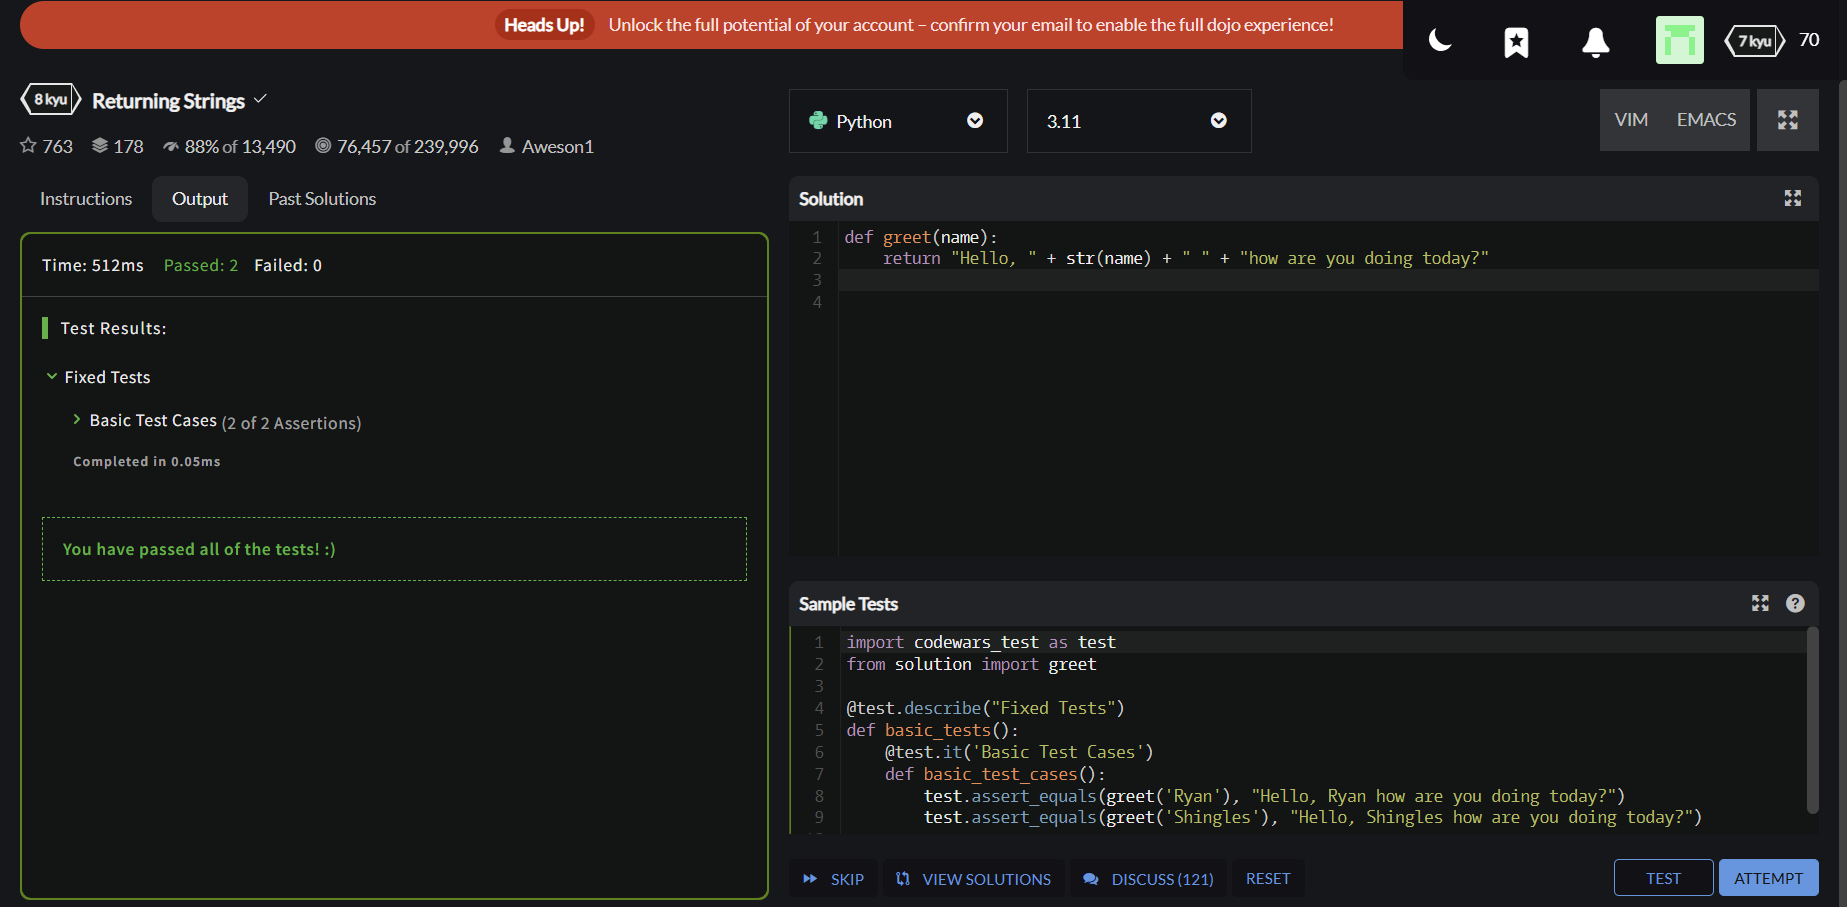 Heads Up! Unlock the full potential of your account – confirm your email to enable the full dojo experience!
7 kyu 70
8 kyu Returning Strings
763 178 88% of 13,490 76,457 of 239,996 Aweson1
Instructions Output Past Solutions
Time: 512ms Passed: 2 Failed: 0
Test Results:
Fixed Tests
Basic Test Cases (2 of 2 Assertions)
Completed in 0.05ms
You have passed all of the tests! :)
Python 3.11 VIM EMACS
Solution
1 def greet(name):
2     return "Hello, " + str(name) + " " + "how are you doing today?"
3
4
Sample Tests
1 import codewars_test as test
2 from solution import greet
3
4 @test.describe("Fixed Tests")
5 def basic_tests():
6     @test.it('Basic Test Cases')
7     def basic_test_cases():
8         test.assert_equals(greet('Ryan'), "Hello, Ryan how are you doing today?")
9         test.assert_equals(greet('Shingles'), "Hello, Shingles how are you doing today?")
SKIP VIEW SOLUTIONS DISCUSS (121) RESET TEST ATTEMPT